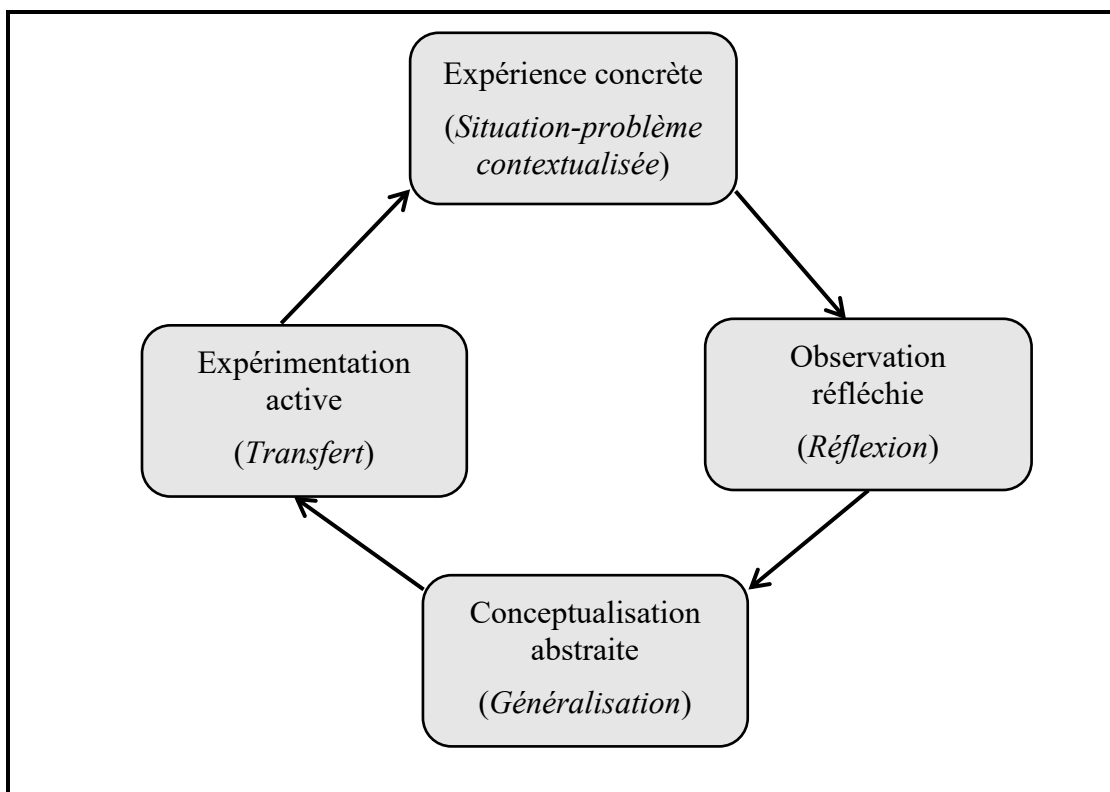 Expérience concrète
(Situation-problème
contextualisée)
Expérimentation
active
(Transfert)
Observation
réfléchie
(Réflexion)
Conceptualisation
abstraite
(Généralisation)